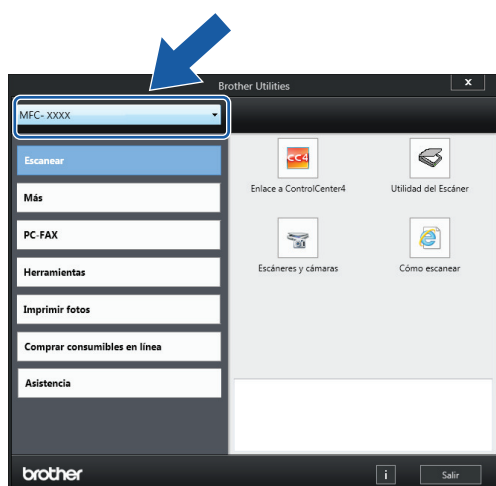 Brother Utilities
x
MFC- XXXX
Escanear
Más
PC-FAX
Herramientas
Imprimir fotos
Comprar consumibles en línea
Asistencia
CC4
Enlace a ControlCenter4
Utilidad del Escáner
Escáneres y cámaras
Cómo escanear
brother
i
Salir